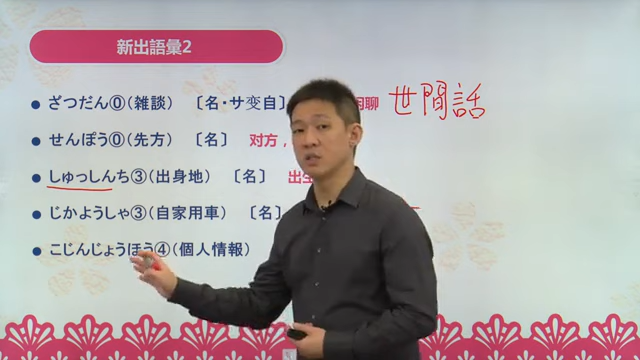 新出語彙2
● ざつだん⓪(雑談) 〔名・サ变自〕 聊 世間話
● せんぽう⓪(先方) 〔名〕 对方，
● しゅっしんち③(出身地) 〔名〕 出生
● じかようしゃ③(自家用車) 〔名〕
● こじんじょうほう④(個人情報)